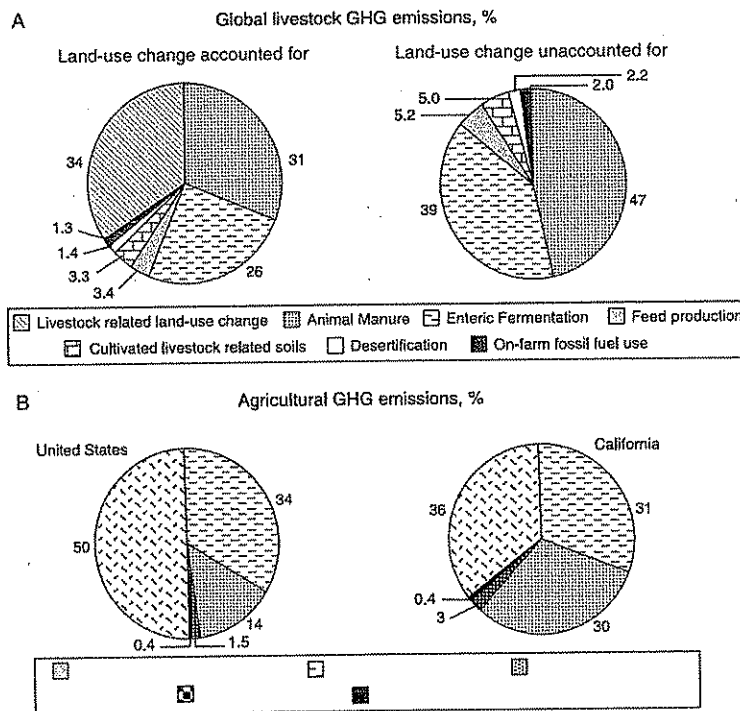 A
Global livestock GHG emissions, %
Land-use change accounted for
Land-use change unaccounted for
34
31
1.3
1.4
3.3
3.4
26
5.0
5.2
2.2
2.0
39
47
Livestock related land-use change Animal Manure Enteric Fermentation Feed production
Cultivated livestock related soils Desertification On-farm fossil fuel use
B
Agricultural GHG emissions, %
United States
California
50
34
0.4
1.5
14
36
31
0.4
3
30